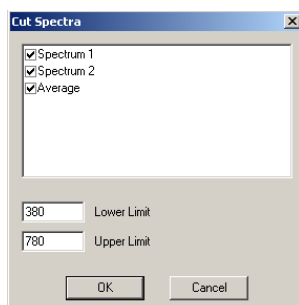 Cut Spectra
Spectrum 1
Spectrum 2
Average
380 Lower Limit
780 Upper Limit
OK Cancel